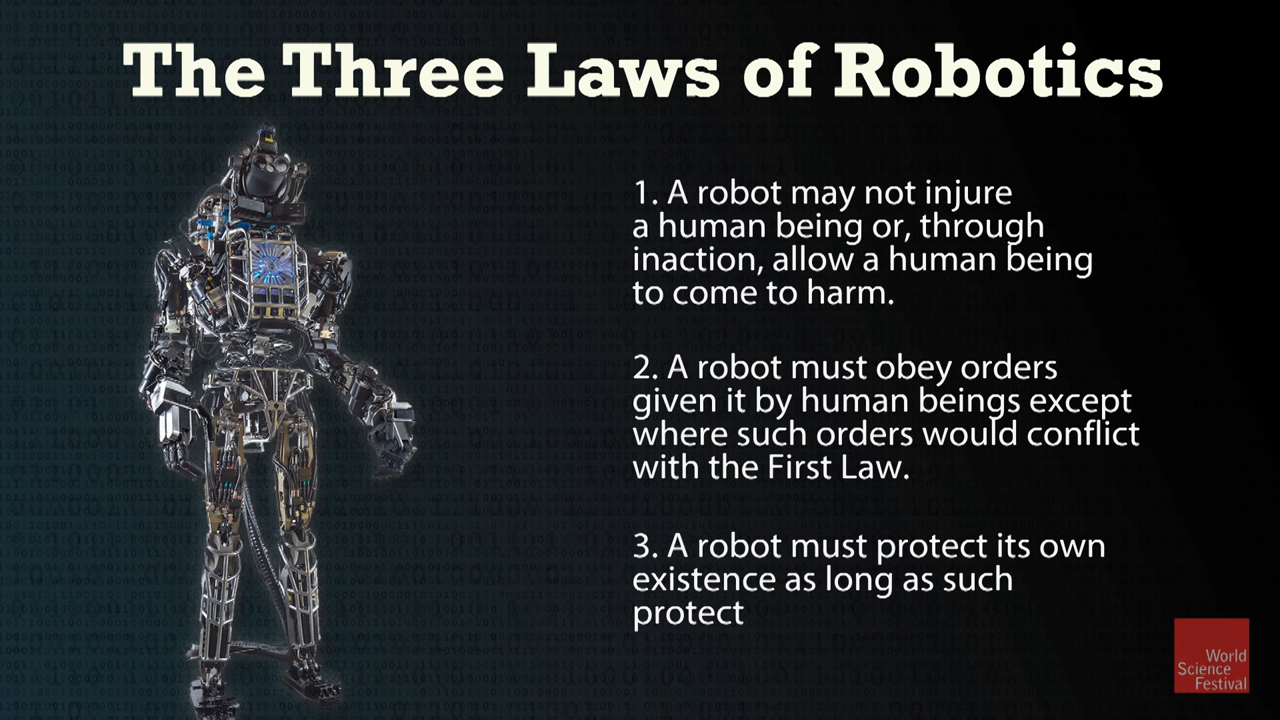 The Three Laws of Robotics
1. A robot may not injure
a human being or, through
inaction, allow a human being
to come to harm.
2. A robot must obey orders
given it by human beings except
where such orders would conflict
with the First Law.
3. A robot must protect its own
existence as long as such
protect
World
Science
Festival